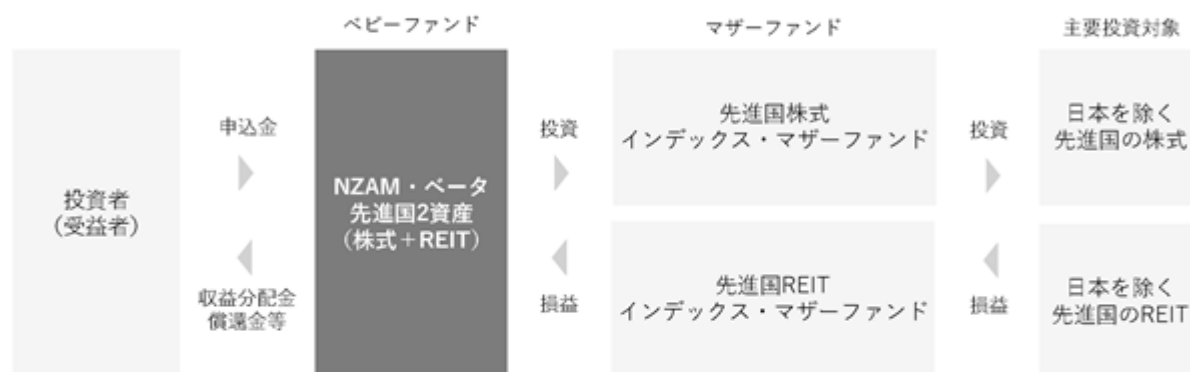 ベビーファンド
マザーファンド
主要投資対象
投資者
（受益者）
申込金
収益分配金
償還金等
NZAM・ベータ
先進国2資産
（株式＋REIT）
投資
損益
先進国株式
インデックス・マザーファンド
先進国REIT
インデックス・マザーファンド
投資
損益
日本を除く
先進国の株式
日本を除く
先進国のREIT